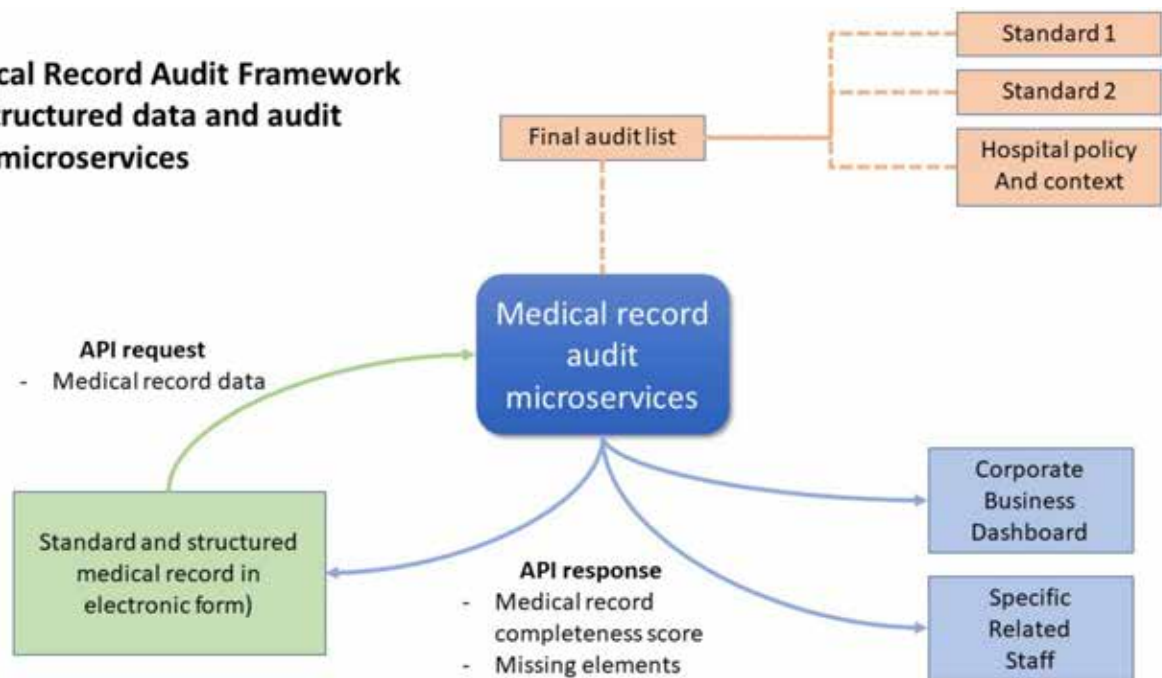 cal Record Audit Framework
tructured data and audit
microservices
Standard 1
Standard 2
Hospital policy
And context
Final audit list
Medical record
audit
microservices
API request
- Medical record data
Standard and structured
medical record in
electronic form)
API response
- Medical record
completeness score
- Missing elements
Corporate
Business
Dashboard
Specific
Related
Staff